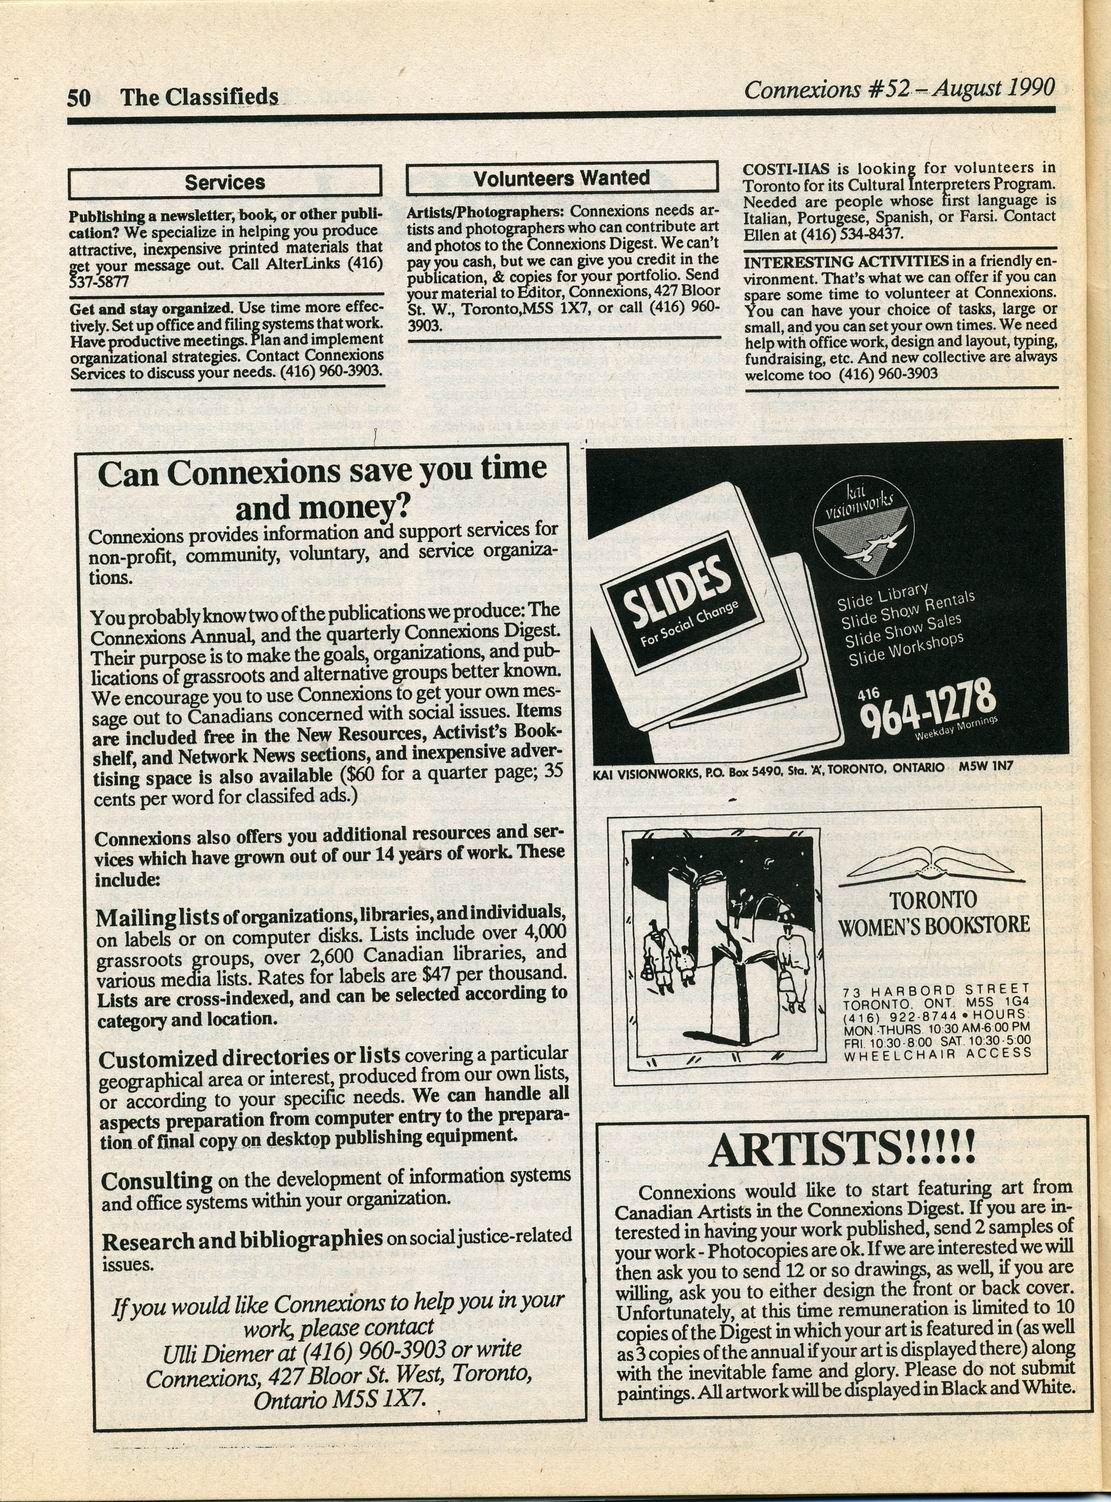 50 The Classifieds
Connexions #52 – August 1990
Services
Publishing a newsletter, book, or other publi-
cation? We specialize in helping you produce
attractive, inexpensive printed materials that
get your message out. Call AlterLinks (416)
537-5877
Get and stay organized. Use time more effec-
tively. Set up office and filing systems that work.
Have productive meetings. Plan and implement
organizational strategies. Contact Connexions
Services to discuss your needs. (416) 960-3903.
Volunteers Wanted
Artists/Photographers: Connexions needs ar-
tists and photographers who can contribute art
and photos to the Connexions Digest. We can't
pay you cash, but we can give you credit in the
publication, & copies for your portfolio. Send
your material to Editor, Connexions, 427 Bloor
St. W., Toronto,M5S 1X7, or call (416) 960-
3903.
COSTI-IIAS is looking for volunteers in
Toronto for its Cultural Interpreters Program.
Needed are people whose first language is
Italian, Portugese, Spanish, or Farsi. Contact
Ellen at (416) 534-8437.
INTERESTING ACTIVITIES in a friendly en-
vironment. That's what we can offer if you can
spare some time to volunteer at Connexions.
You can have your choice of tasks, large or
small, and you can set your own times. We need
help with office work, design and layout, typing,
fundraising, etc. And new collective are always
welcome too (416) 960-3903
Can Connexions save you time
and money?
Connexions provides information and support services for
non-profit, community, voluntary, and service organiza-
tions.
You probably know two of the publications we produce: The
Connexions Annual, and the quarterly Connexions Digest.
Their purpose is to make the goals, organizations, and pub-
lications of grassroots and alternative groups better known.
We encourage you to use Connexions to get your own mes-
sage out to Canadians concerned with social issues. Items
are included free in the New Resources, Activist's Book-
shelf, and Network News sections, and inexpensive adver-
tising space is also available ($60 for a quarter page; 35
cents per word for classifed ads.)
Connexions also offers you additional resources and ser-
vices which have grown out of our 14 years of work. These
include:
Mailing lists of organizations, libraries, and individuals,
on labels or on computer disks. Lists include over 4,000
grassroots groups, over 2,600 Canadian libraries, and
various media lists. Rates for labels are $47 per thousand.
Lists are cross-indexed, and can be selected according to
category and location.
Customized directories or lists covering a particular
geographical area or interest, produced from our own lists,
or according to your specific needs. We can handle all
aspects preparation from computer entry to the prepara-
tion of final copy on desktop publishing equipment.
Consulting on the development of information systems
and office systems within your organization.
Research and bibliographies on social justice-related
issues.
If you would like Connexions to help you in your
work, please contact
Ulli Diemer at (416) 960-3903 or write
Connexions, 427 Bloor St. West, Toronto,
Ontario M5S 1X7.
kai
visionworks
SLIDES
For Social Change
Slide Library
Slide Show Rentals
Slide Show Sales
Slide Workshops
416
964-1278
Weekday Mornings
KAI VISIONWORKS, P.O. Box 5490, Sta. 'A', TORONTO, ONTARIO M5W 1N7
TORONTO
WOMEN'S BOOKSTORE
73 HARBORD STREET
TORONTO, ONT. M5S 1G4
(416) 922-8744 • HOURS:
MON.-THURS. 10:30 AM-6:00 PM
FRI. 10:30-8:00 SAT. 10:30-5:00
WHEELCHAIR ACCESS
ARTISTS!!!!!
Connexions would like to start featuring art from
Canadian Artists in the Connexions Digest. If you are in-
terested in having your work published, send 2 samples of
your work - Photocopies are ok. If we are interested we will
then ask you to send 12 or so drawings, as well, if you are
willing, ask you to either design the front or back cover.
Unfortunately, at this time remuneration is limited to 10
copies of the Digest in which your art is featured in (as well
as 3 copies of the annual if your art is displayed there) along
with the inevitable fame and glory. Please do not submit
paintings. All artwork will be displayed in Black and White.